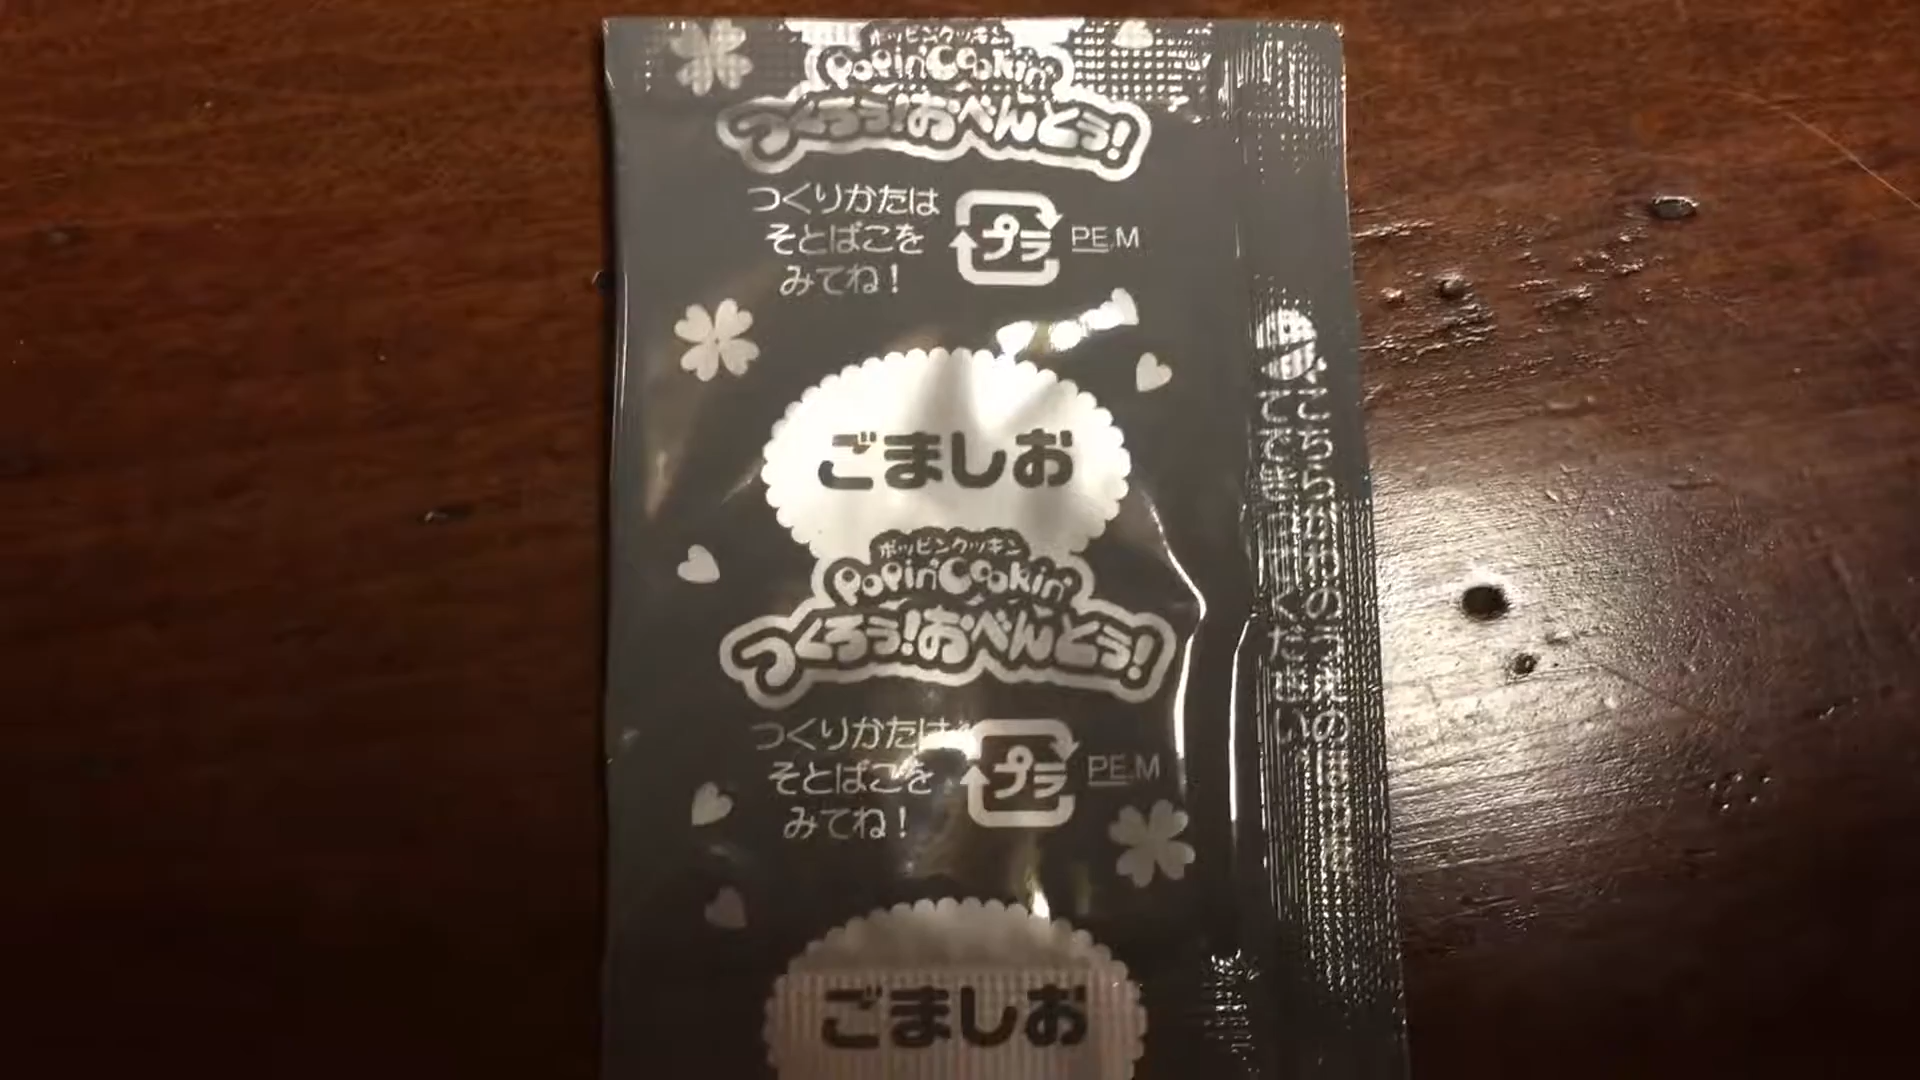 ポッピンクッキン
Popin'Cookin'
つくろう!おべんとう!
つくりかたは
そとばこを
みてね!
プラ
PE,M
ごましお
ポッピンクッキン
Popin'Cookin'
つくろう!おべんとう!
つくりかたは
そとばこを
みてね!
プラ
PE,M
ごましお